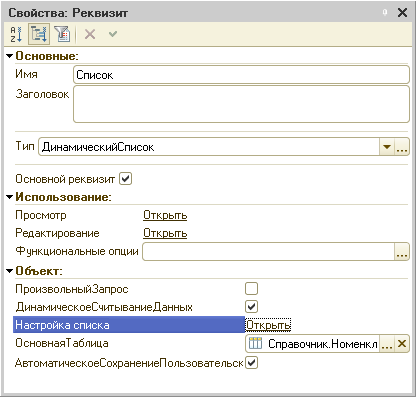 Свойства: Реквизит
Основные:
Имя Список
Заголовок
Тип ДинамическийСписок ...
Основной реквизит
Использование:
Просмотр Открыть
Редактирование Открыть
Функциональные опции ...
Объект:
ПроизвольныйЗапрос
ДинамическоеСчитываниеДанных
Настройка списка Открыть
ОсновнаяТаблица Справочник.Номенкл ...
АвтоматическоеСохранениеПользовательск